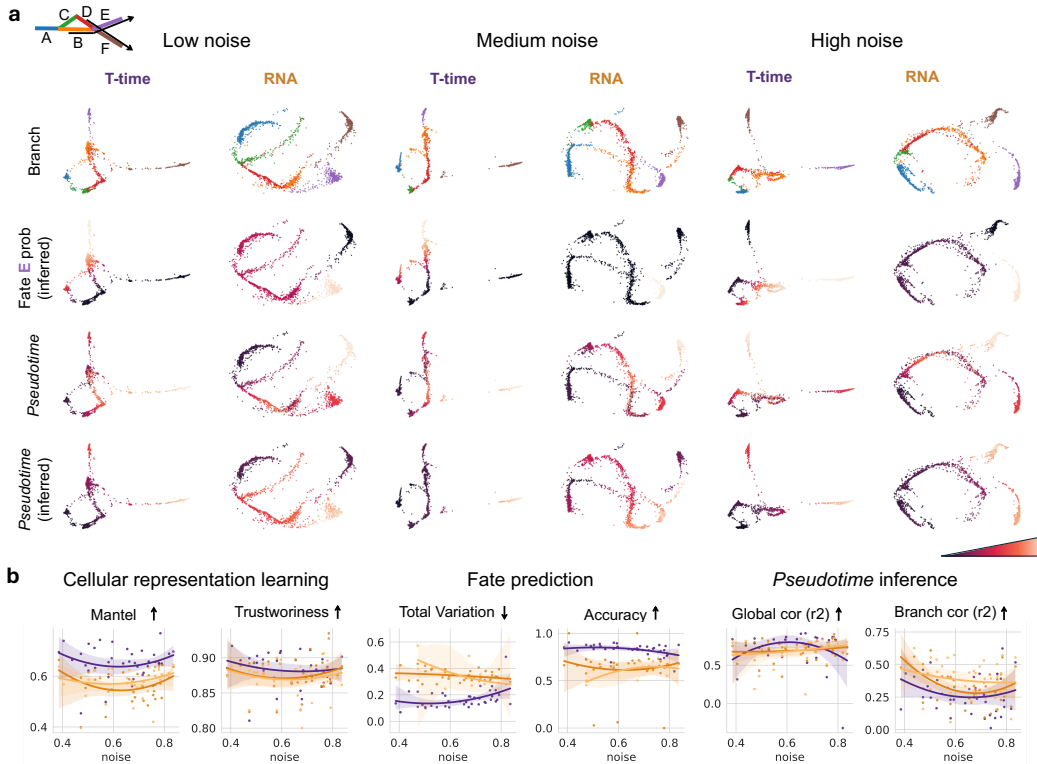 a
C D E
A B F
Low noise Medium noise High noise
T-time RNA T-time RNA T-time RNA
Branch
Fate E prob
(inferred)
Pseudotime
Pseudotime
(inferred)
b
Cellular representation learning Fate prediction Pseudotime inference
Mantel ↑ Trustworiness ↑ Total Variation ↓ Accuracy ↑ Global cor (r2) ↑ Branch cor (r2) ↑
0.6
0.4
0.4 0.6 0.8
noise
0.90
0.85
0.80
0.4 0.6 0.8
noise
0.6
0.4
0.2
0.0
0.4 0.6 0.8
noise
1.0
0.5
0.0
0.4 0.6 0.8
noise
0.5
0.0
0.4 0.6 0.8
noise
0.75
0.50
0.25
0.00
0.4 0.6 0.8
noise